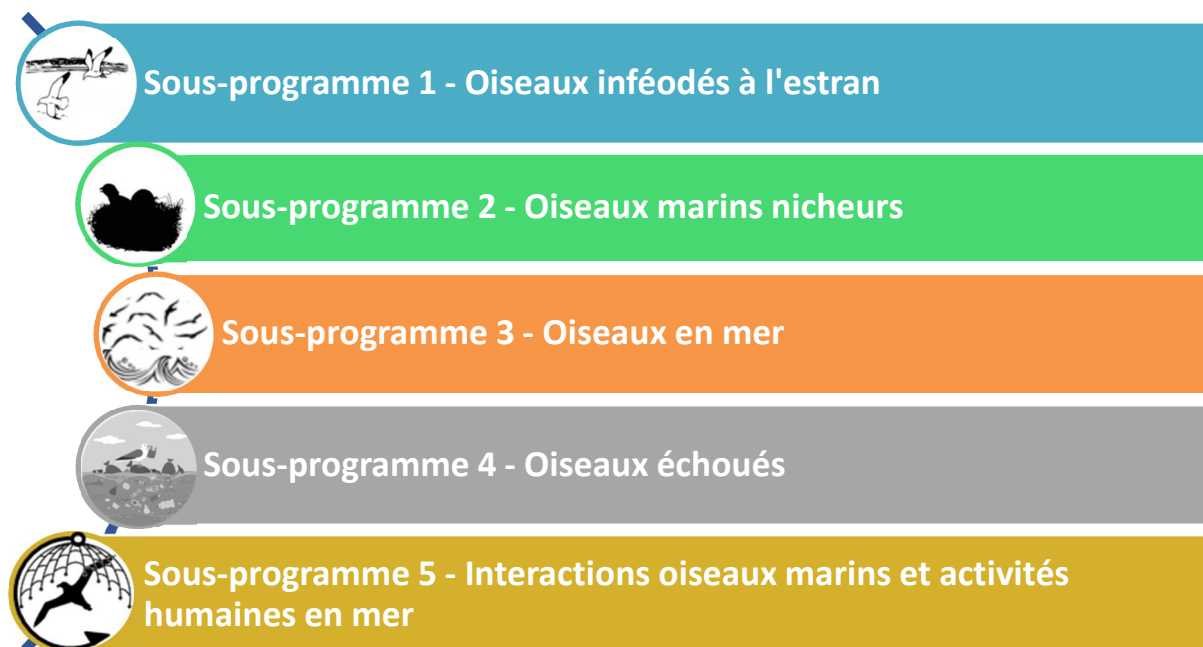 Sous-programme 1 - Oiseaux inféodés à l'estran
Sous-programme 2 - Oiseaux marins nicheurs
Sous-programme 3 - Oiseaux en mer
Sous-programme 4 - Oiseaux échoués
Sous-programme 5 - Interactions oiseaux marins et activités
humaines en mer